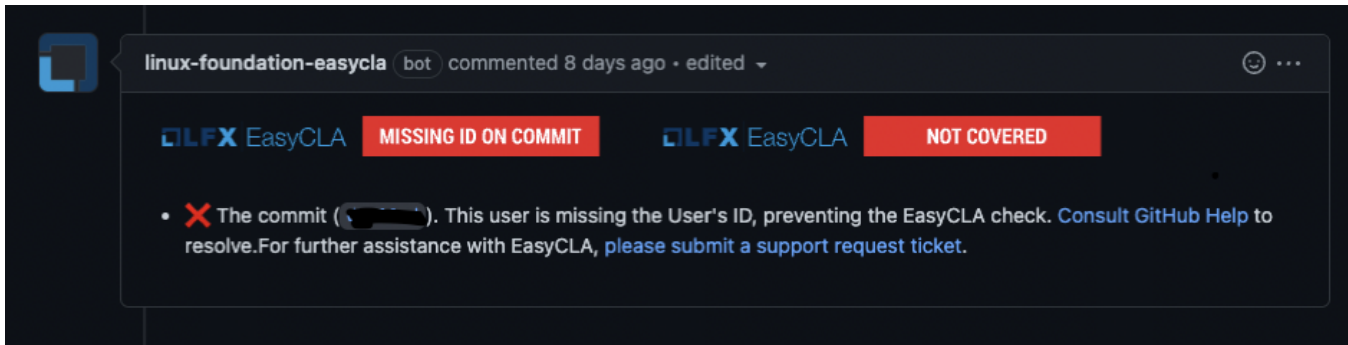 linux-foundation-easycla bot commented 8 days ago • edited
LFX EasyCLA MISSING ID ON COMMIT LFX EasyCLA NOT COVERED
• ❌ The commit (). This user is missing the User's ID, preventing the EasyCLA check. Consult GitHub Help to
resolve.For further assistance with EasyCLA, please submit a support request ticket.